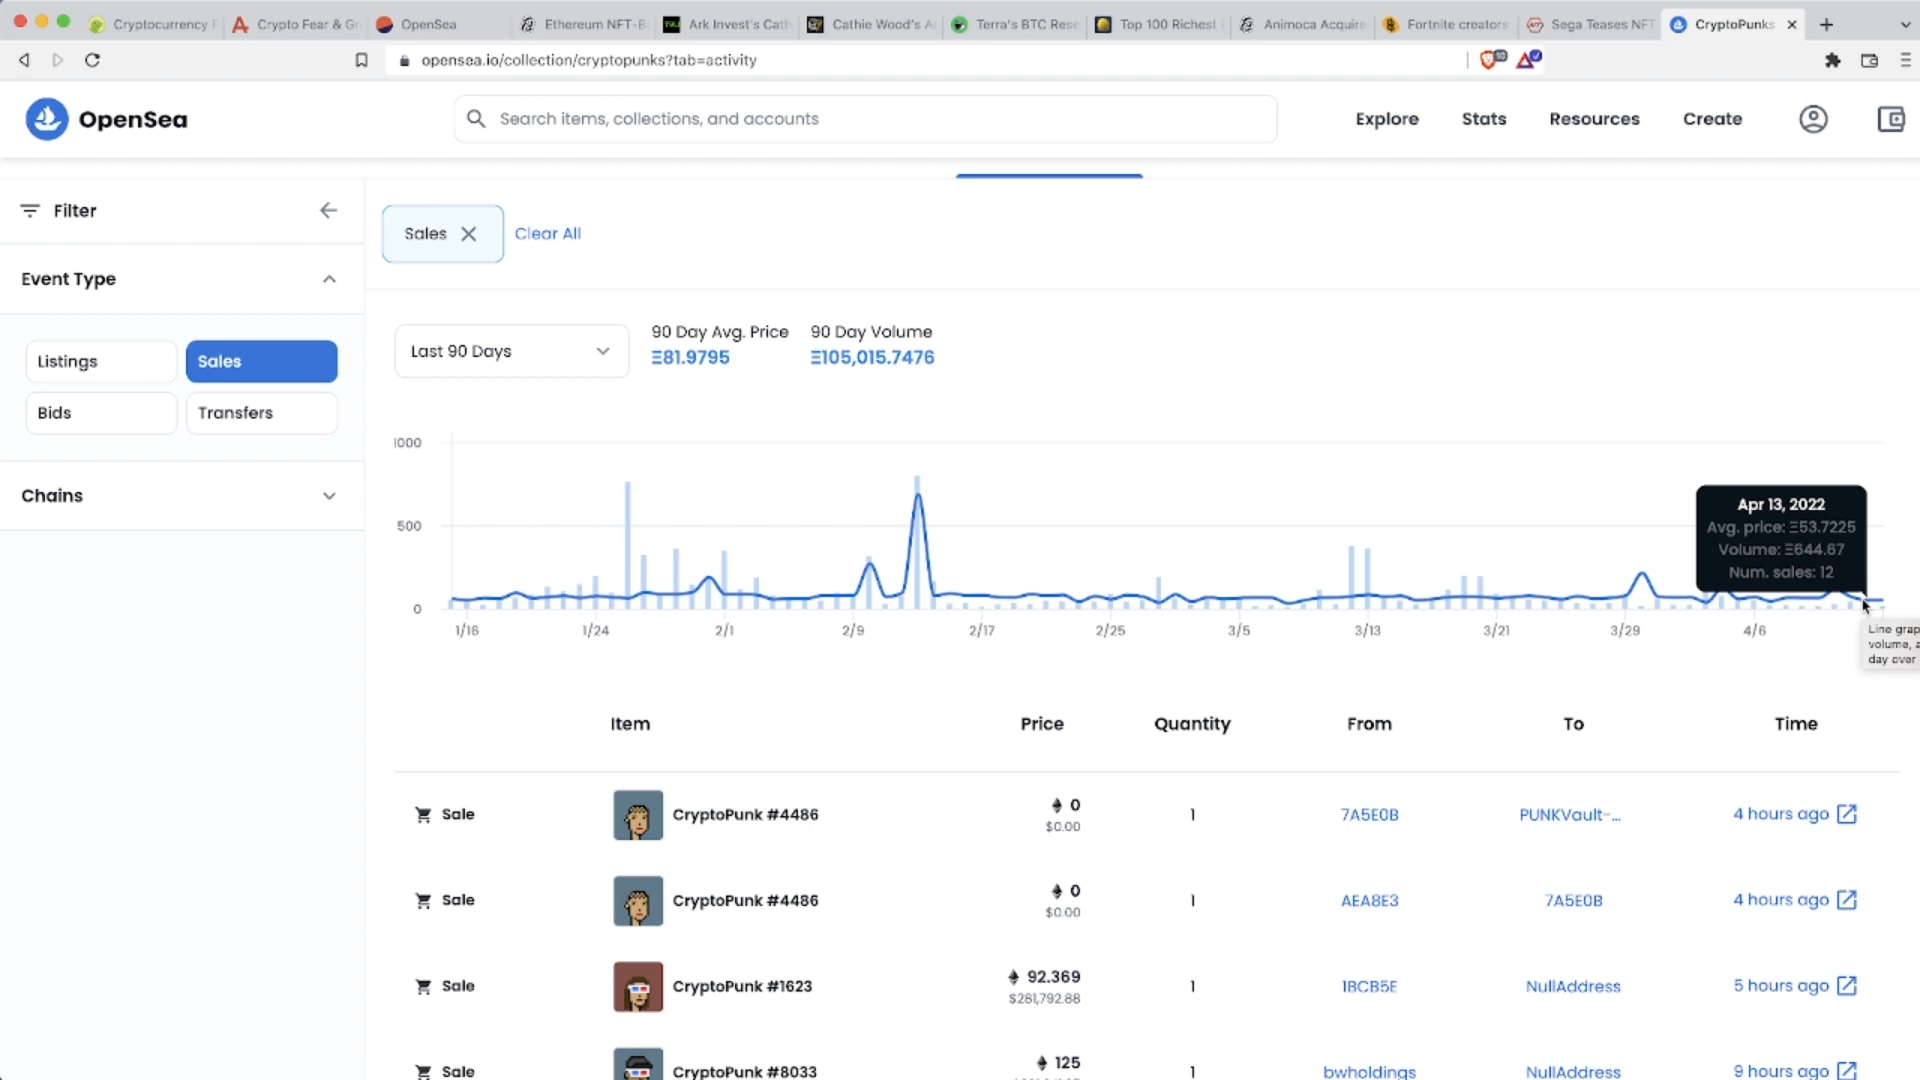 Cryptocurrency P
Crypto Fear & Gr
OpenSea
Ethereum NFT-B
Ark Invest's Cath
Cathie Wood's A
Terra's BTC Rese
Top 100 Richest
Animoca Acquire
Fortnite creators
Sega Teases NFT
CryptoPunks
opensea.io/collection/cryptopunks?tab=activity
OpenSea
Search items, collections, and accounts
Explore
Stats
Resources
Create
Filter
Sales
Clear All
Event Type
Listings
Sales
Bids
Transfers
Chains
Last 90 Days
90 Day Avg. Price
Ξ81.9795
90 Day Volume
Ξ105,015.7476
1000
500
0
1/16
1/24
2/1
2/9
2/17
2/25
3/5
3/13
3/21
3/29
4/6
Apr 13, 2022
Avg. price: Ξ53.7225
Volume: Ξ644.67
Num. sales: 12
Line grap
volume, a
day over
Item Price Quantity From To Time
Sale CryptoPunk #4486 0 1 7A5E0B PUNKVault-... 4 hours ago
$0.00
Sale CryptoPunk #4486 0 1 AEA8E3 7A5E0B 4 hours ago
$0.00
Sale CryptoPunk #1623 92.369 1 1BCB5E NullAddress 5 hours ago
$281,792.88
Sale CryptoPunk #8033 125 1 bwholdings NullAddress 9 hours ago